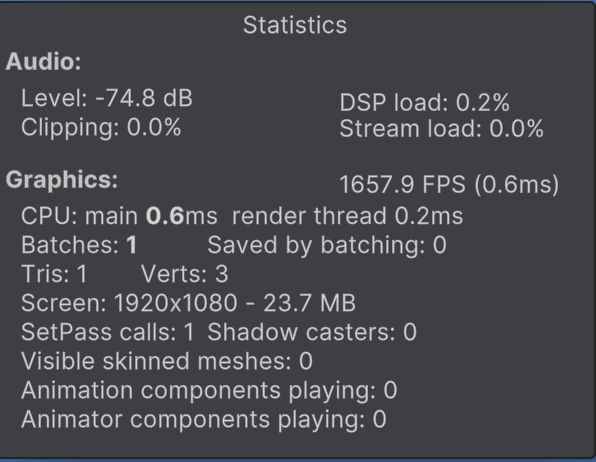 Statistics
Audio:
Level: -74.8 dB
DSP load: 0.2%
Clipping: 0.0%
Stream load: 0.0%
Graphics:
1657.9 FPS (0.6ms)
CPU: main 0.6ms render thread 0.2ms
Batches: 1 Saved by batching: 0
Tris: 1 Verts: 3
Screen: 1920x1080 - 23.7 MB
SetPass calls: 1 Shadow casters: 0
Visible skinned meshes: 0
Animation components playing: 0
Animator components playing: 0